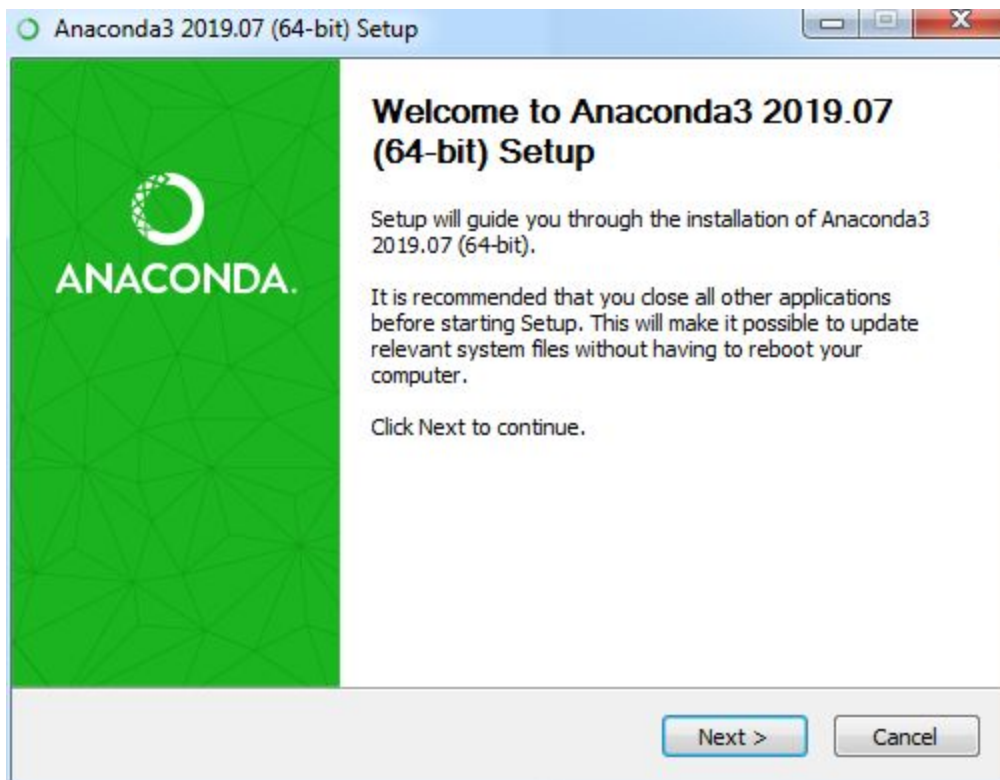 Anaconda3 2019.07 (64-bit) Setup
X
ANACONDA.
Welcome to Anaconda3 2019.07
(64-bit) Setup
Setup will guide you through the installation of Anaconda3
2019.07 (64-bit).
It is recommended that you close all other applications
before starting Setup. This will make it possible to update
relevant system files without having to reboot your
computer.
Click Next to continue.
Next >
Cancel